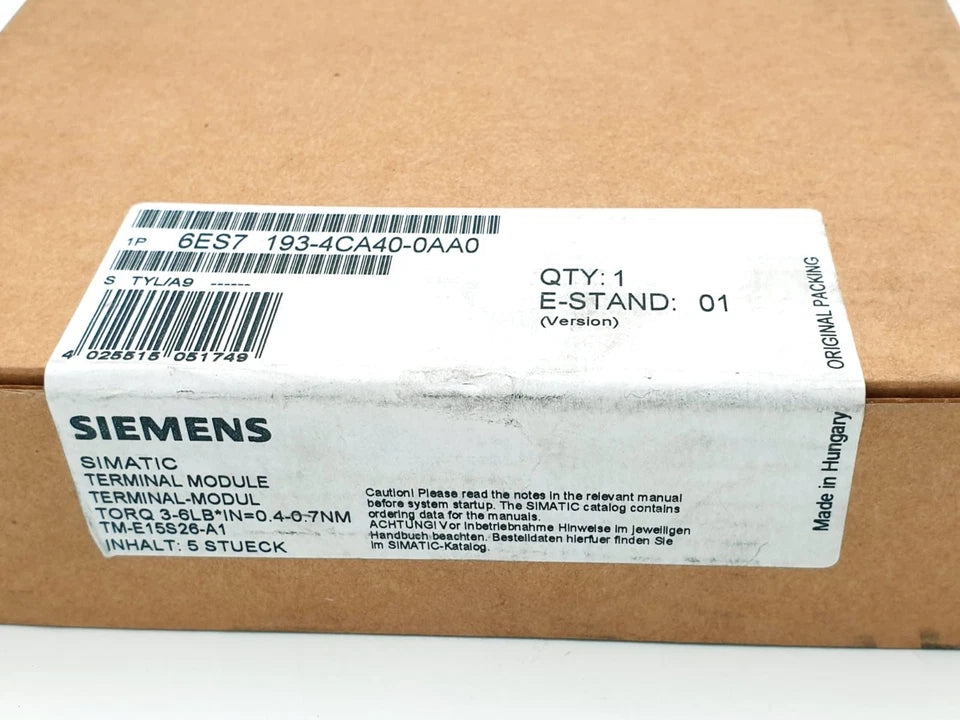 1P 6ES7 193-4CA40-0AA0
S TYL/A9 ------
4 025515 051749
QTY: 1
E-STAND: 01
(Version)
ORIGINAL PACKING
SIEMENS
SIMATIC
TERMINAL MODULE
TERMINAL-MODUL
TORQ 3-6LB*IN=0.4-0.7NM
TM-E15S26-A1
INHALT: 5 STUECK
Caution! Please read the notes in the relevant manual
before system startup. The SIMATIC catalog contains
ordering data for the manuals.
ACHTUNG! Vor Inbetriebnahme Hinweise im jeweiligen
Handbuch beachten. Bestelldaten hierfuer finden Sie
im SIMATIC-Katalog.
Made in Hungary